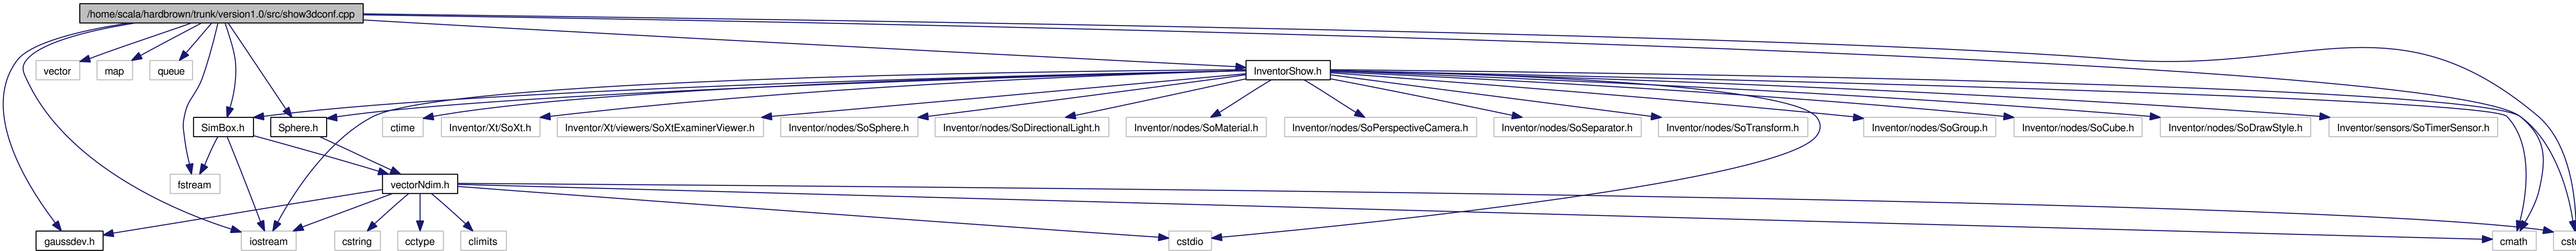 /home/scala/hardbrown/trunk/version1.0/src/show3dconf.cpp
vector
map
queue
InventorShow.h
SimBox.h
Sphere.h
ctime
Inventor/Xt/SoXt.h
Inventor/Xt/viewers/SoXtExaminerViewer.h
Inventor/nodes/SoSphere.h
Inventor/nodes/SoDirectionalLight.h
Inventor/nodes/SoMaterial.h
Inventor/nodes/SoPerspectiveCamera.h
Inventor/nodes/SoSeparator.h
Inventor/nodes/SoTransform.h
Inventor/nodes/SoGroup.h
Inventor/nodes/SoCube.h
Inventor/nodes/SoDrawStyle.h
Inventor/sensors/SoTimerSensor.h
fstream
vectorNdim.h
gaussdev.h
iostream
cstring
cctype
climits
cstdio
cmath